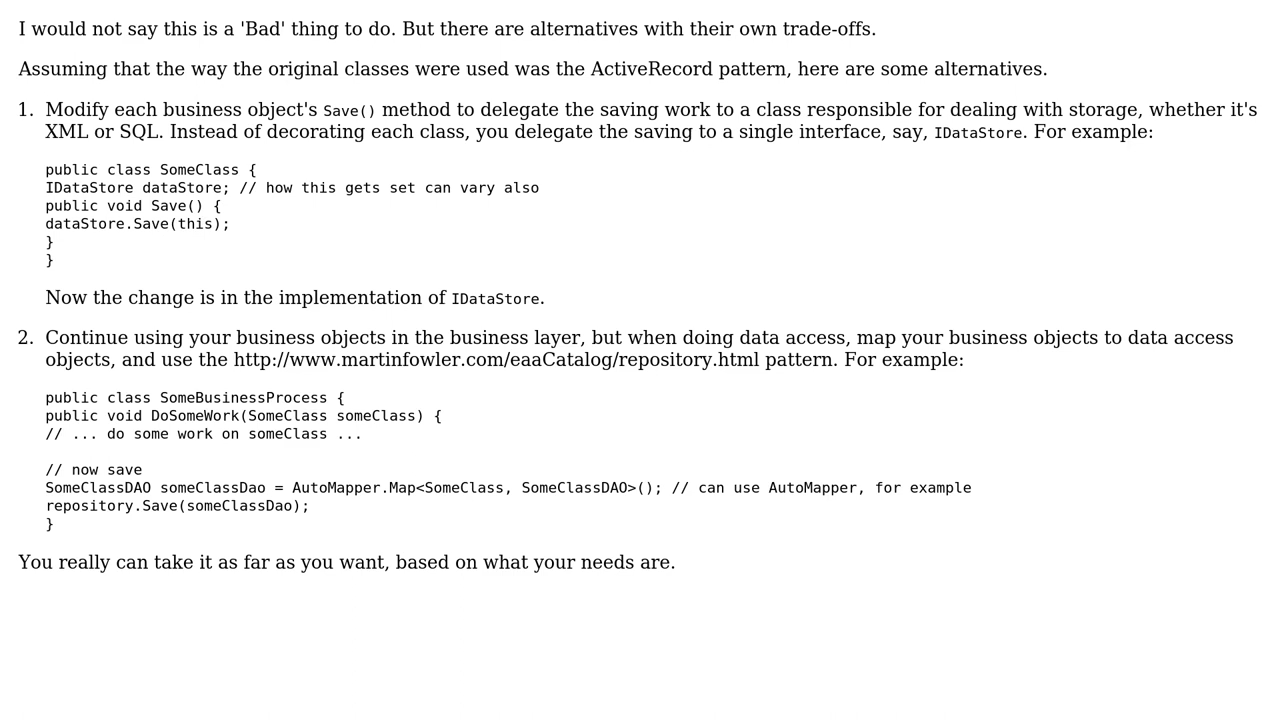 I would not say this is a 'Bad' thing to do. But there are alternatives with their own trade-offs.
Assuming that the way the original classes were used was the ActiveRecord pattern, here are some alternatives.
1. Modify each business object's Save() method to delegate the saving work to a class responsible for dealing with storage, whether it's
XML or SQL. Instead of decorating each class, you delegate the saving to a single interface, say, IDataStore. For example:
public class SomeClass {
IDataStore dataStore; // how this gets set can vary also
public void Save() {
dataStore.Save(this);
}
}
Now the change is in the implementation of IDataStore.
2. Continue using your business objects in the business layer, but when doing data access, map your business objects to data access
objects, and use the http://www.martinfowler.com/eaaCatalog/repository.html pattern. For example:
public class SomeBusinessProcess {
public void DoSomeWork(SomeClass someClass) {
// ... do some work on someClass ...
// now save
SomeClassDAO someClassDao = AutoMapper.Map<SomeClass, SomeClassDAO>(); // can use AutoMapper, for example
repository.Save(someClassDao);
}
You really can take it as far as you want, based on what your needs are.